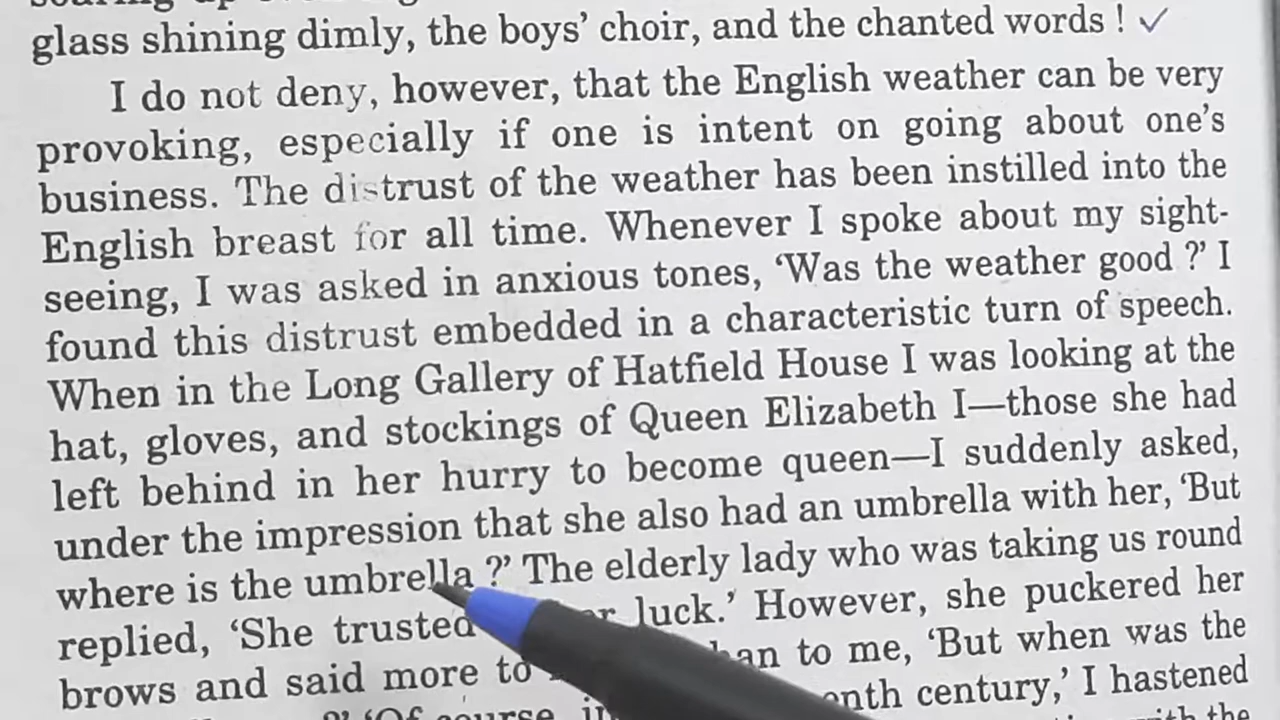 glass shining dimly, the boys' choir, and the chanted words !
I do not deny, however, that the English weather can be very
provoking, especially if one is intent on going about one's
business. The distrust of the weather has been instilled into the
English breast for all time. Whenever I spoke about my sight-
seeing, I was asked in anxious tones, 'Was the weather good ?' I
found this distrust embedded in a characteristic turn of speech.
When in the Long Gallery of Hatfield House I was looking at the
hat, gloves, and stockings of Queen Elizabeth I—those she had
left behind in her hurry to become queen—I suddenly asked,
under the impression that she also had an umbrella with her, 'But
where is the umbrella ?' The elderly lady who was taking us round
replied, 'She trusted luck.' However, she puckered her
brows and said more to to me, 'But when was the
century,' I hastened
'Of course, the